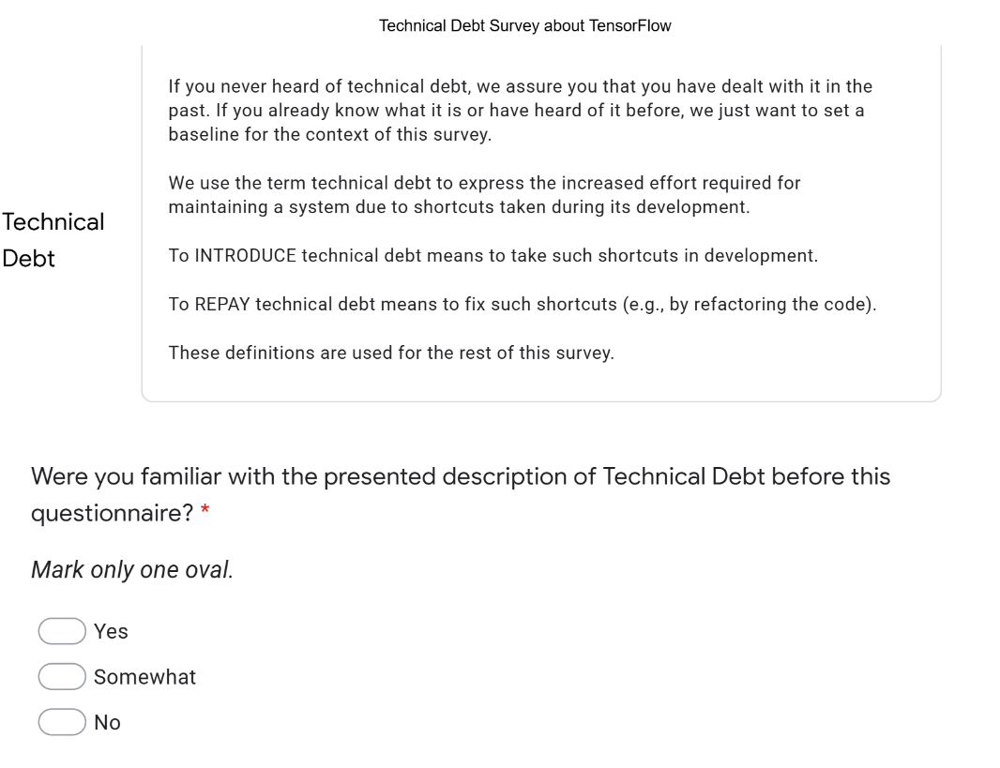 Technical Debt Survey about TensorFlow
Technical
Debt
If you never heard of technical debt, we assure you that you have dealt with it in the
past. If you already know what it is or have heard of it before, we just want to set a
baseline for the context of this survey.
We use the term technical debt to express the increased effort required for
maintaining a system due to shortcuts taken during its development.
To INTRODUCE technical debt means to take such shortcuts in development.
To REPAY technical debt means to fix such shortcuts (e.g., by refactoring the code).
These definitions are used for the rest of this survey.
Were you familiar with the presented description of Technical Debt before this
questionnaire? *
Mark only one oval.
Yes
Somewhat
No